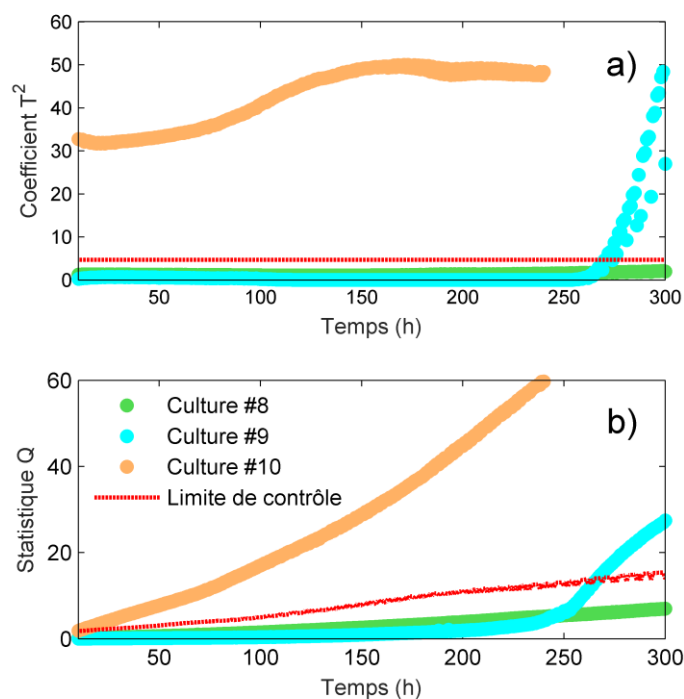 a)
Coefficient T²
60
50
40
30
20
10
0
50 100 150 200 250 300
Temps (h)
b)
Statistique Q
60
40
20
0
Culture #8
Culture #9
Culture #10
Limite de contrôle
50 100 150 200 250 300
Temps (h)